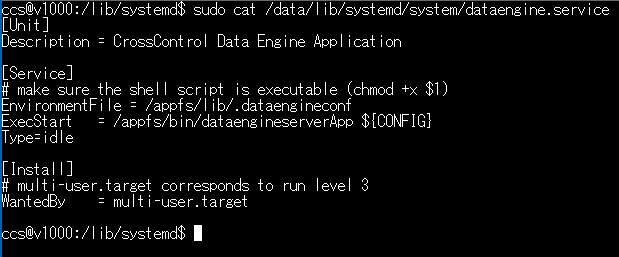 ccs@v1000:/lib/systemd$ sudo cat /data/lib/systemd/system/dataengine.service
[Unit]
Description = CrossControl Data Engine Application
[Service]
# make sure the shell script is executable (chmod +x $1)
EnvironmentFile = /appfs/lib/.dataengineconf
ExecStart   = /appfs/bin/dataengineserverApp ${CONFIG}
Type=idle
[Install]
# multi-user.target corresponds to run level 3
WantedBy    = multi-user.target
ccs@v1000:/lib/systemd$